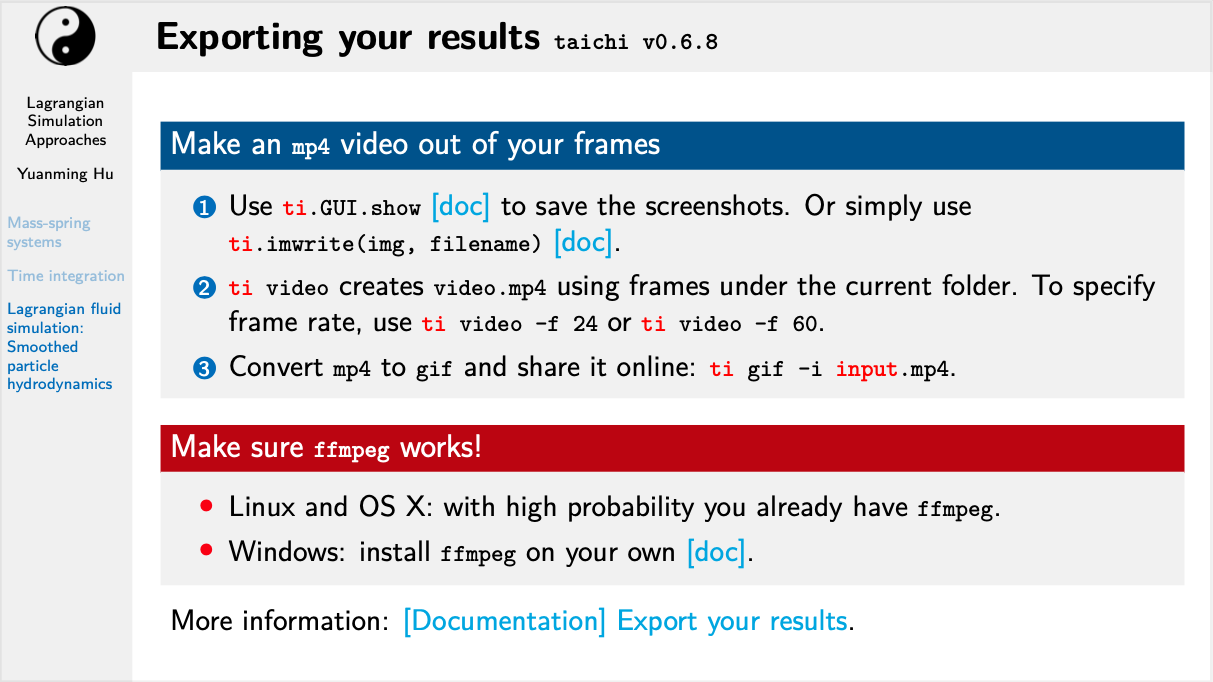 Exporting your results taichi v0.6.8
Lagrangian
Simulation
Approaches
Yuanming Hu
Mass-spring
systems
Time integration
Lagrangian fluid
simulation:
Smoothed
particle
hydrodynamics
Make an mp4 video out of your frames
1 Use ti.GUI.show [doc] to save the screenshots. Or simply use
ti.imwrite(img, filename) [doc].
2 ti video creates video.mp4 using frames under the current folder. To specify
frame rate, use ti video -f 24 or ti video -f 60.
3 Convert mp4 to gif and share it online: ti gif -i input.mp4.
Make sure ffmpeg works!
• Linux and OS X: with high probability you already have ffmpeg.
• Windows: install ffmpeg on your own [doc].
More information: [Documentation] Export your results.